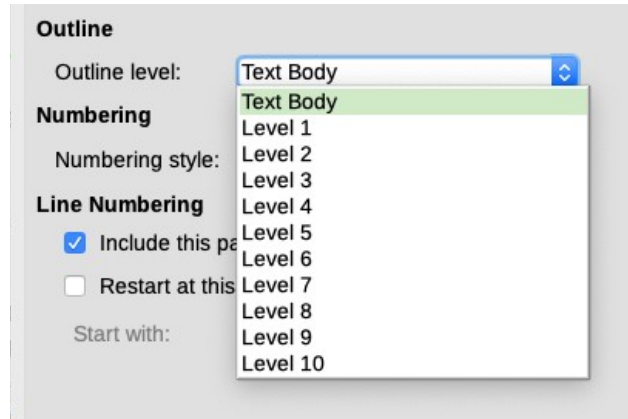 Outline
Outline level: Text Body
Text Body
Numbering
Level 1
Level 2
Numbering style:
Level 3
Line Numbering
Level 4
Include this pa
Level 5
Level 6
Restart at this
Level 7
Level 8
Start with:
Level 9
Level 10